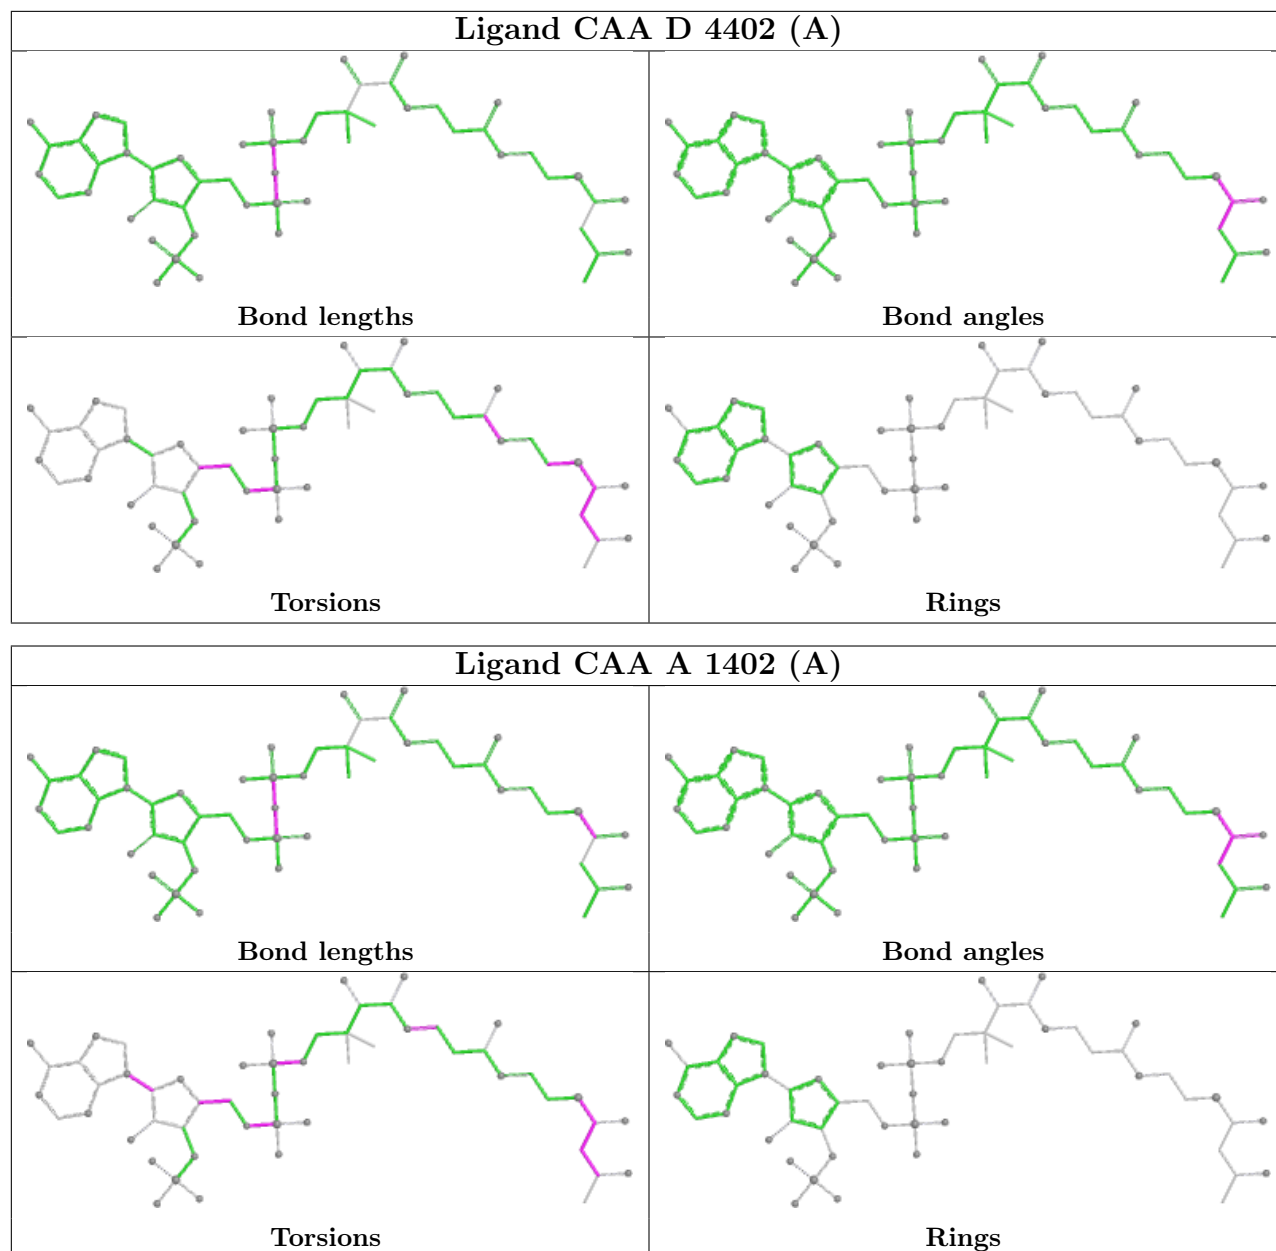 Ligand CAA D 4402 (A)
Bond lengths
Bond angles
Torsions
Rings
Ligand CAA A 1402 (A)
Bond lengths
Bond angles
Torsions
Rings